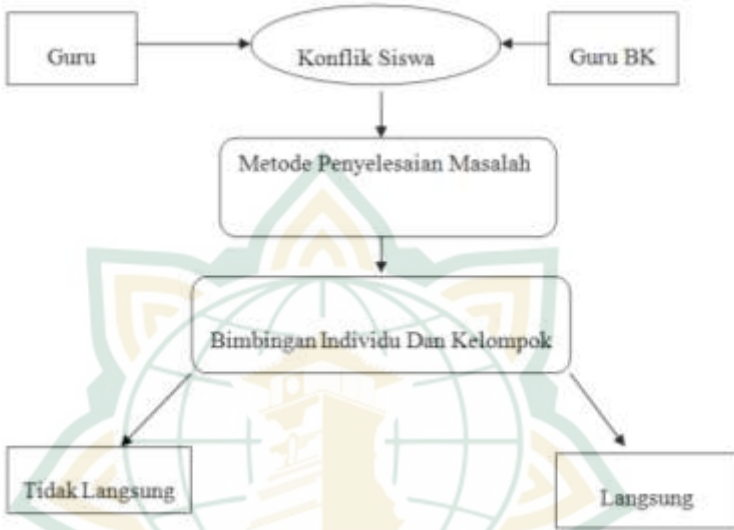 Guru
Konflik Siswa
Guru BK
Metode Penyelesaian Masalah
Bimbingan Individu Dan Kelompok
Tidak Langsung
Langsung